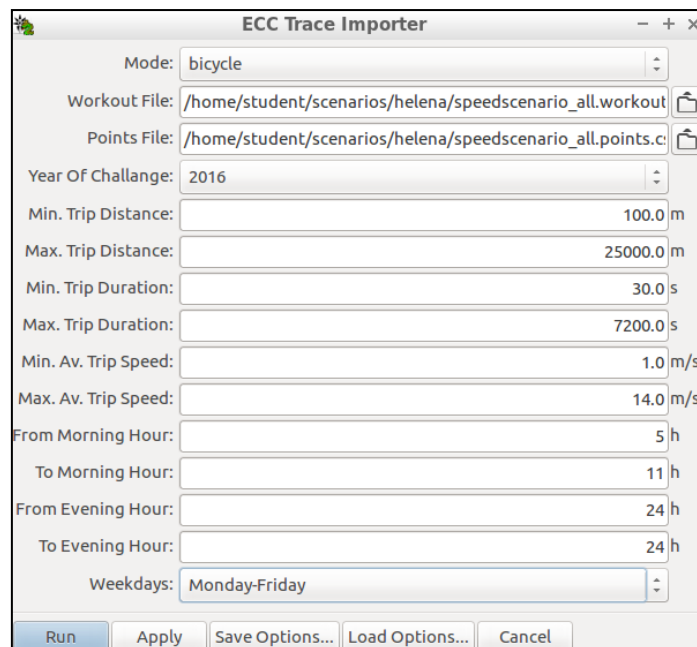 ECC Trace Importer
Mode: bicycle
Workout File: /home/student/scenarios/helena/speedscenario_all.workout
Points File: /home/student/scenarios/helena/speedscenario_all.points.c
Year Of Challange: 2016
Min. Trip Distance: 100.0 m
Max. Trip Distance: 25000.0 m
Min. Trip Duration: 30.0 s
Max. Trip Duration: 7200.0 s
Min. Av. Trip Speed: 1.0 m/s
Max. Av. Trip Speed: 14.0 m/s
From Morning Hour: 5 h
To Morning Hour: 11 h
From Evening Hour: 24 h
To Evening Hour: 24 h
Weekdays: Monday-Friday
Run Apply Save Options... Load Options... Cancel